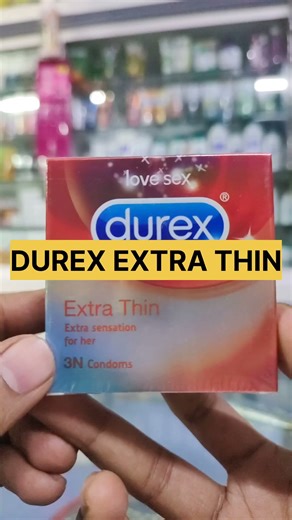 love sex
durex®
DUREX EXTRA THIN
Extra Thin
Extra sensation
for her
3N Condoms